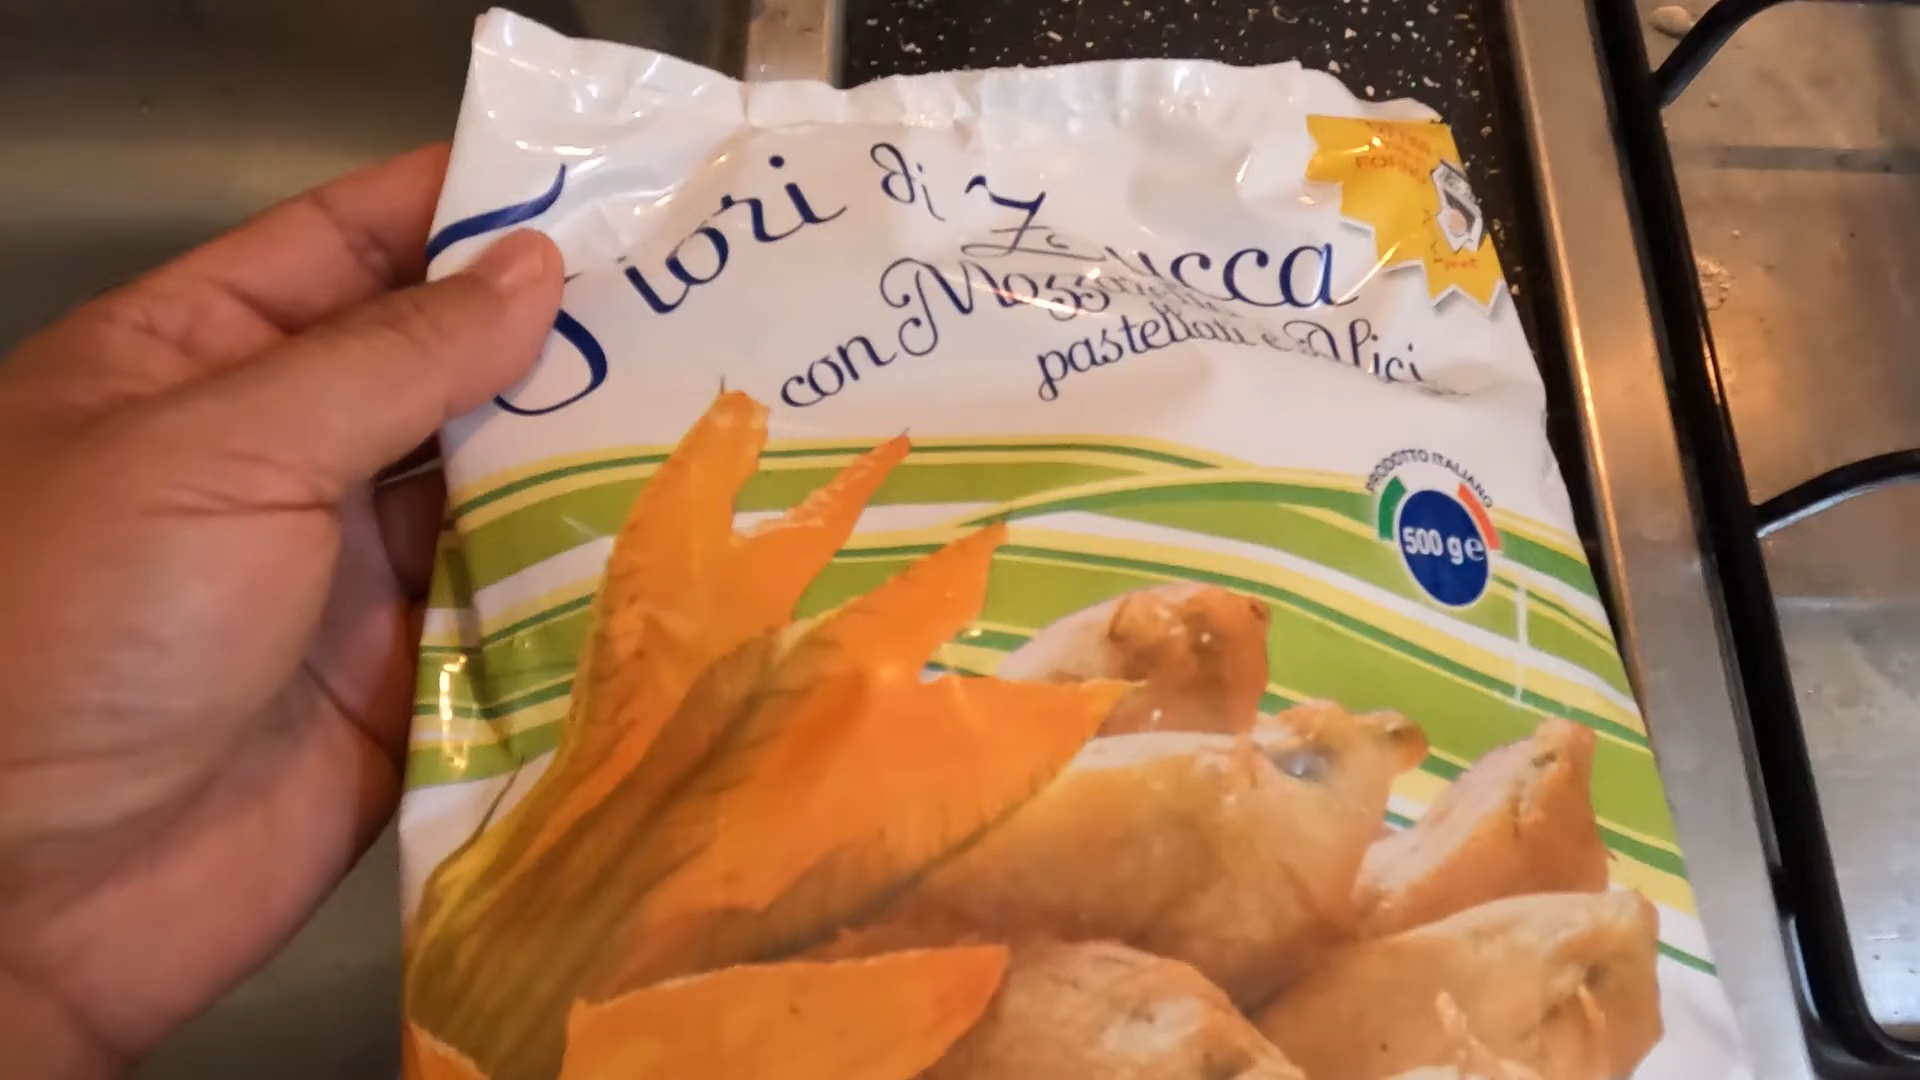 Fiori di Zucca
con Mozzarella
pastellati e Alici
PRODOTTO ITALIANO
500 g e